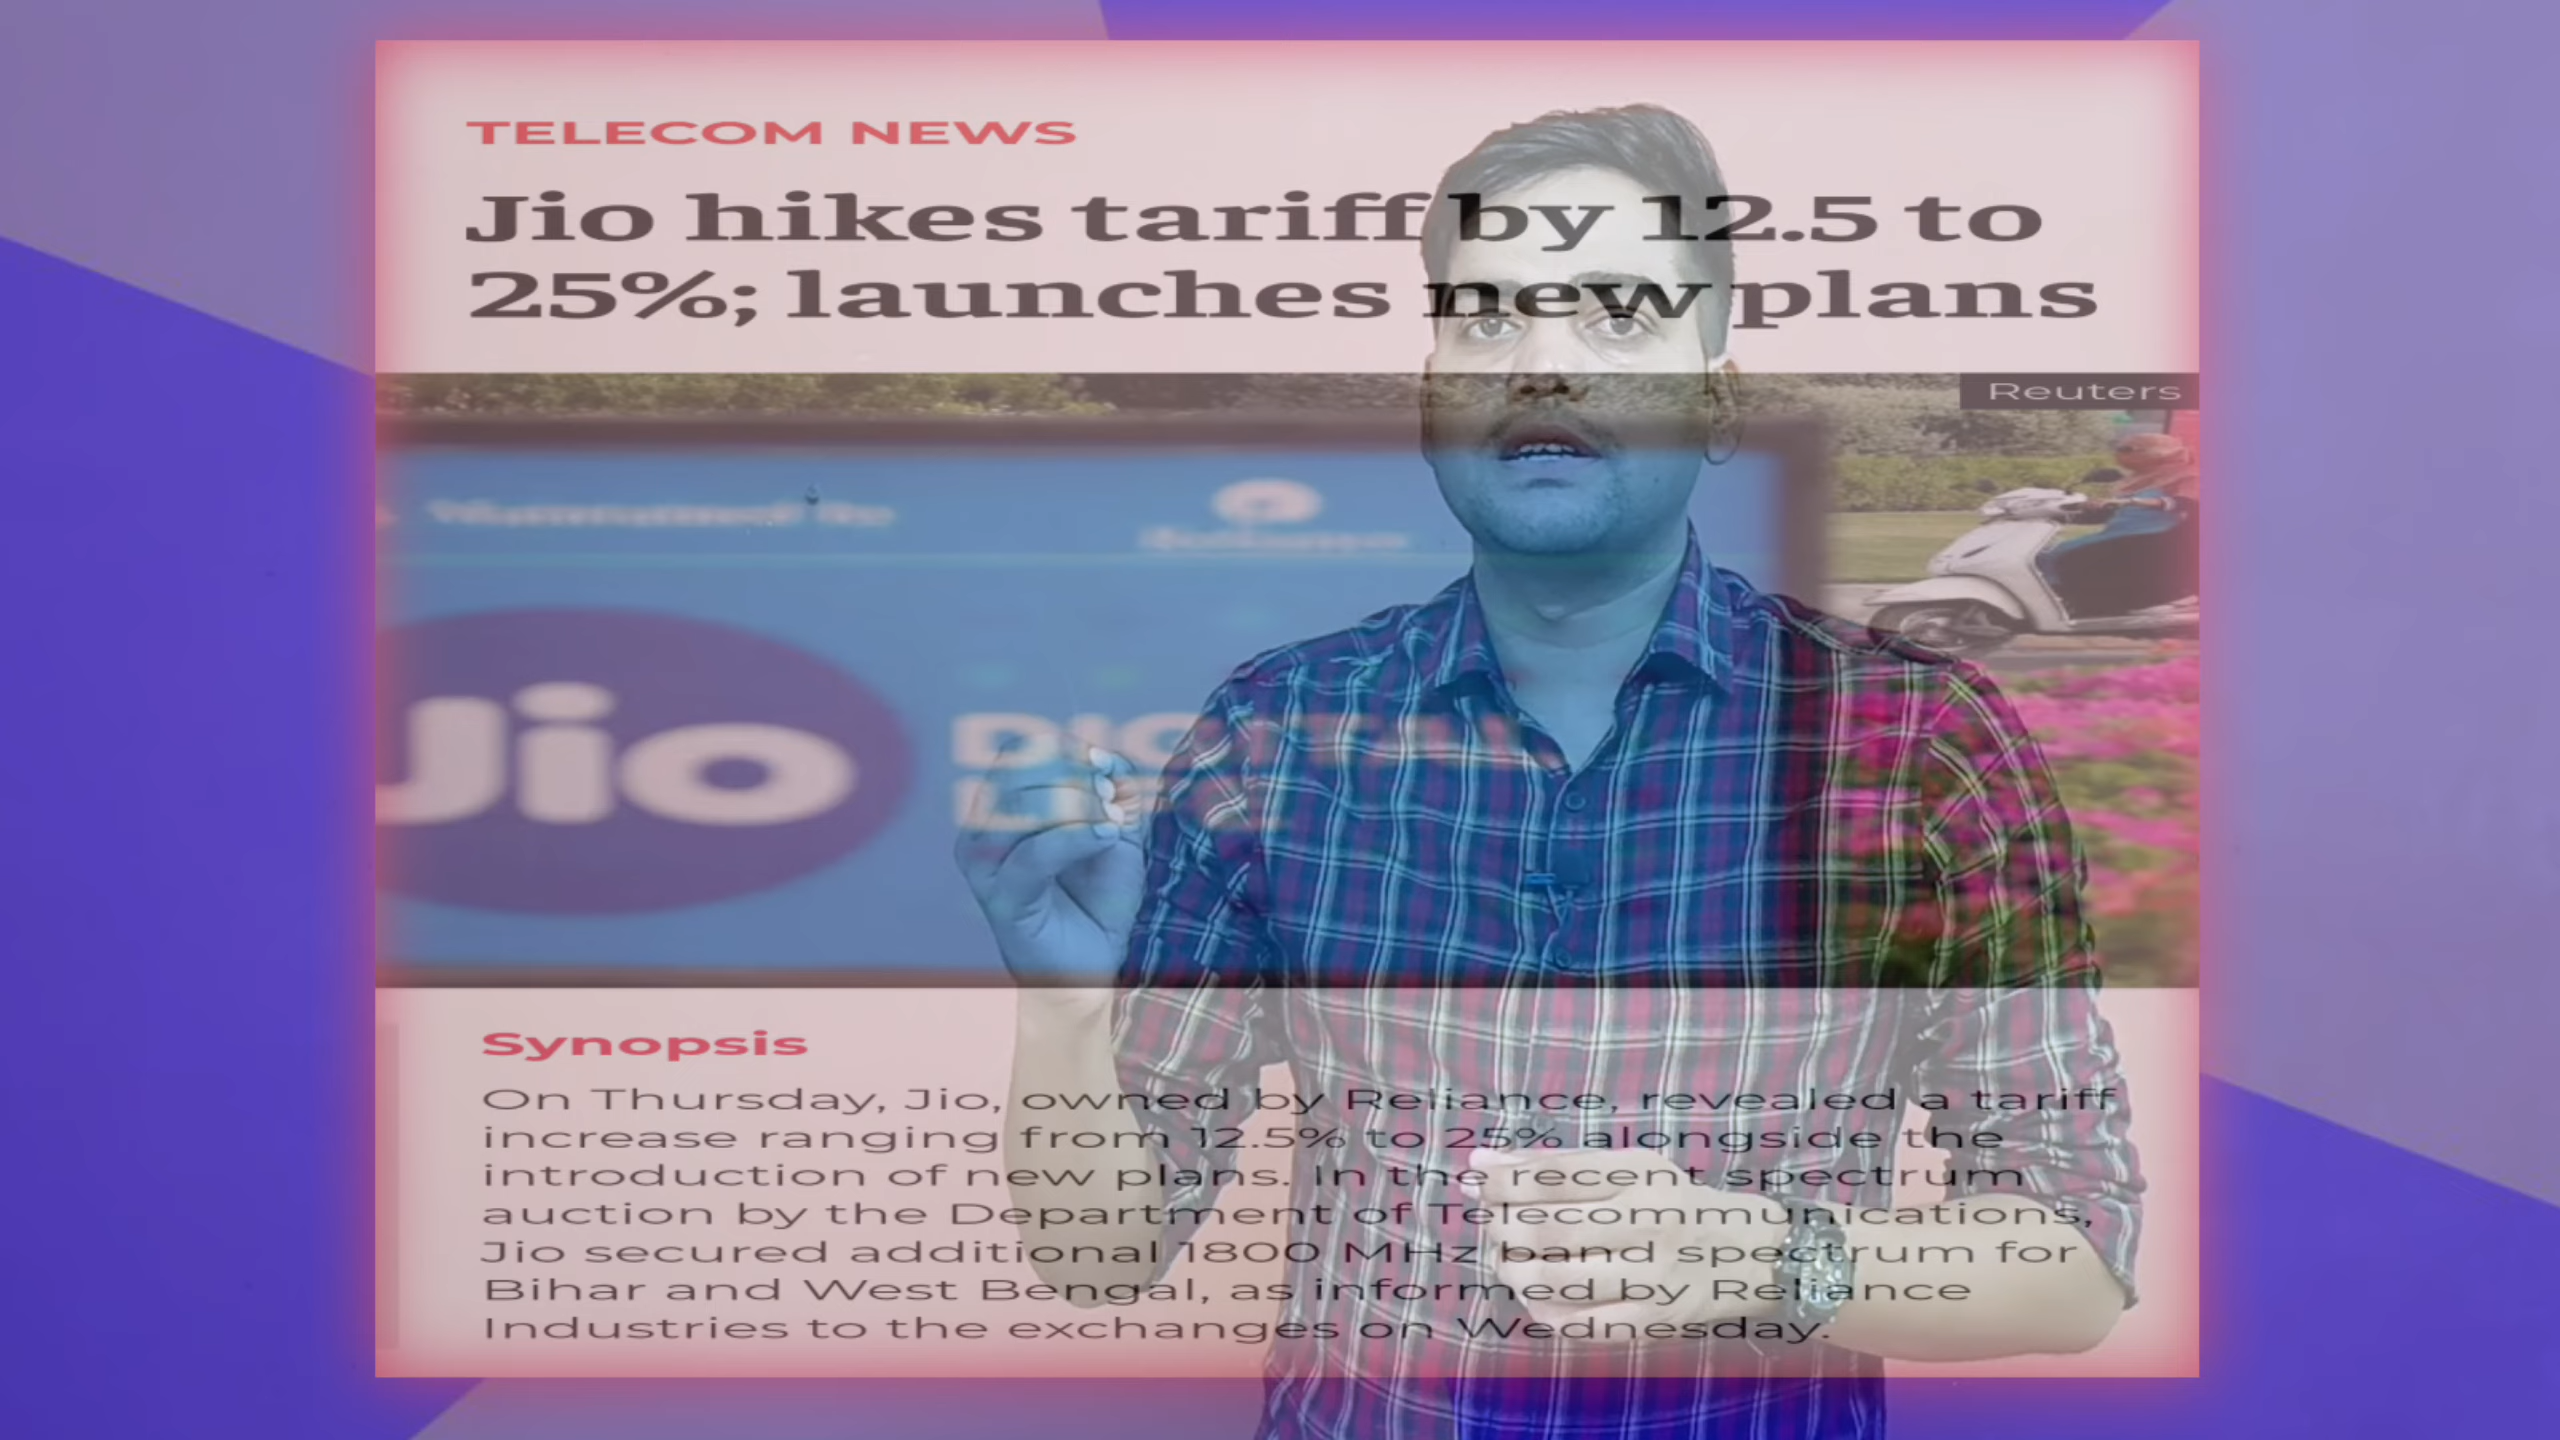 TELECOM NEWS
Jio hikes tariff by 12.5 to
25%; launches new plans
Reuters
Jio
DIGITAL
LIFE
Synopsis
On Thursday, Jio, owned by Reliance, revealed a tariff
increase ranging from 12.5% to 25% alongside the
introduction of new plans. In the recent spectrum
auction by the Department of Telecommunications,
Jio secured additional 1800 MHz band spectrum for
Bihar and West Bengal, as informed by Reliance
Industries to the exchanges on Wednesday.